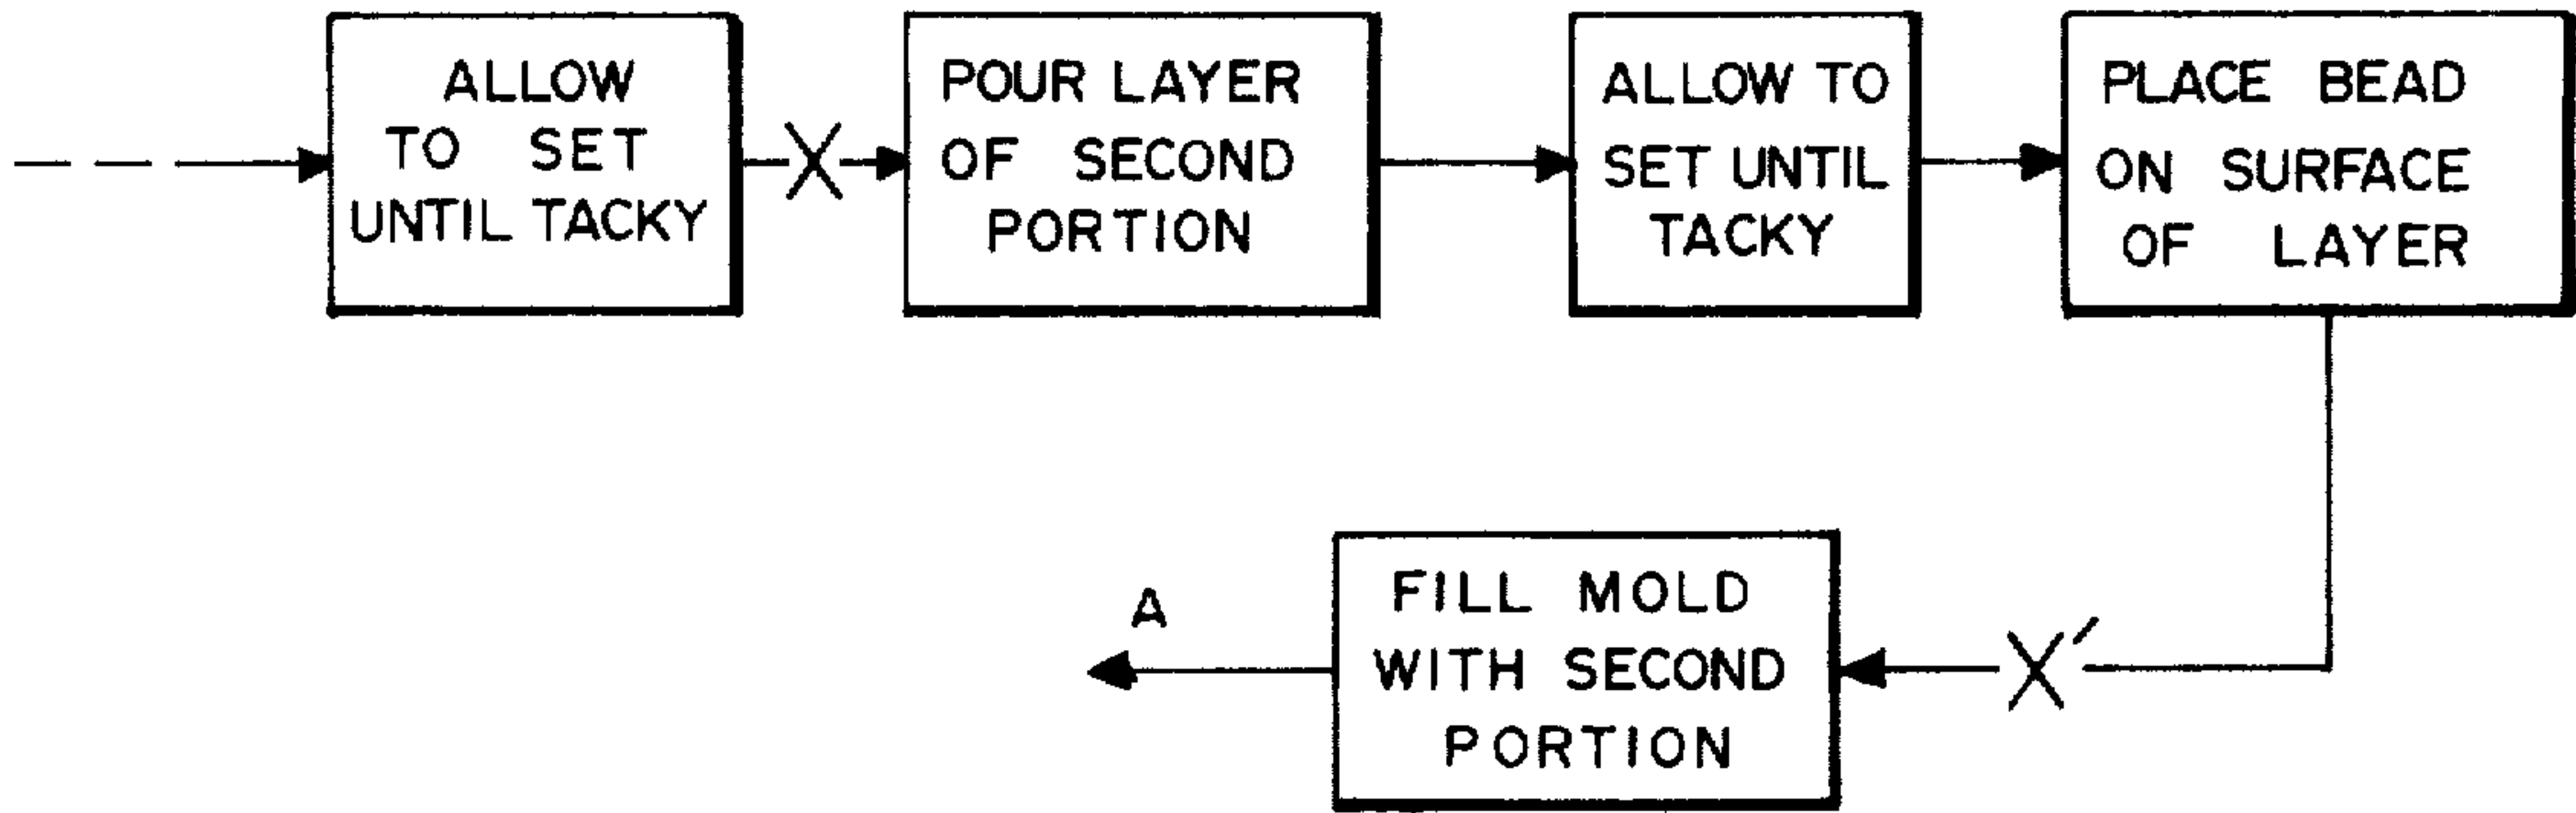 ALLOW
TO SET
UNTIL TACKY
X
POUR LAYER
OF SECOND
PORTION
ALLOW TO
SET UNTIL
TACKY
PLACE BEAD
ON SURFACE
OF LAYER
X′
FILL MOLD
WITH SECOND
PORTION
A